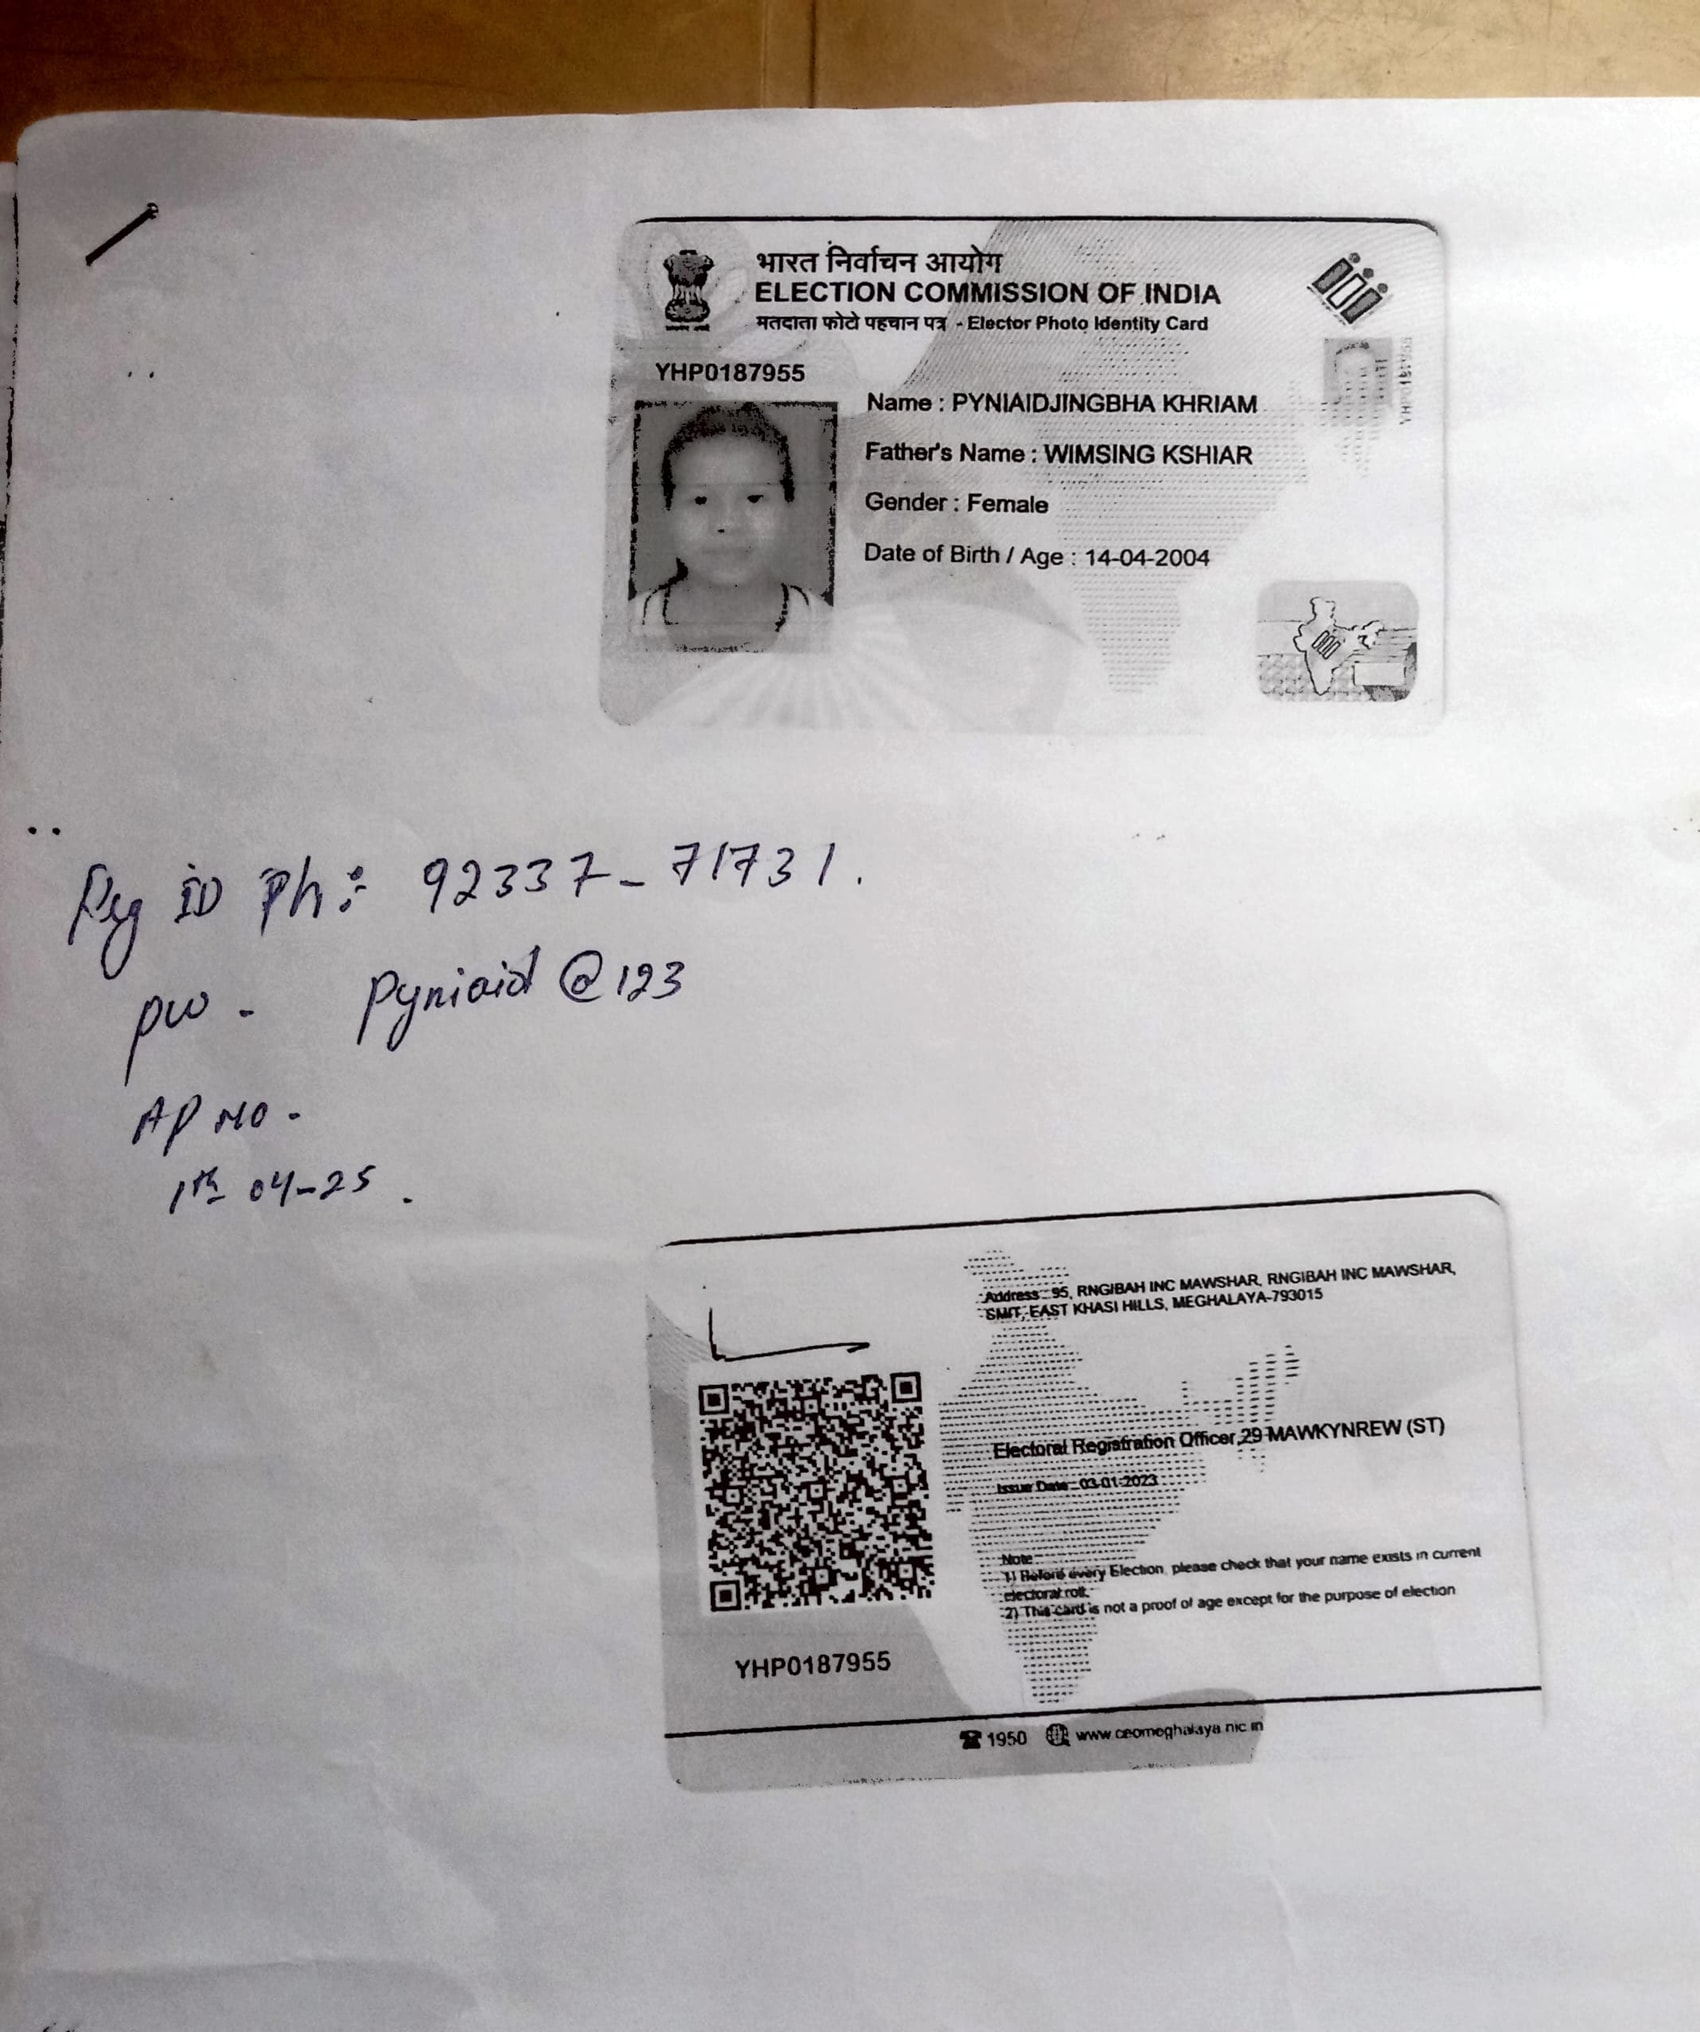 भारत निर्वाचन आयोग
ELECTION COMMISSION OF INDIA
मतदाता फोटो पहचान पत्र - Elector Photo Identity Card
YHP0187955
Name : PYNIAIDJINGBHA KHRIAM
Father's Name : WIMSING KSHIAR
Gender : Female
Date of Birth / Age : 14-04-2004
Reg ID Ph: 92337-71731.
pw - Pyniaid @123
AP NO -
04-25.
Address : 95, RNGIBAH INC MAWSHAR, RNGIBAH INC MAWSHAR,
SMIT, EAST KHASI HILLS, MEGHALAYA-793015
Electoral Registration Officer,29 MAWKYNREW (ST)
Issue Date : 03-01-2023
Note
1) Before every Election, please check that your name exists in current
electoral roll.
2) This card is not a proof of age except for the purpose of election
YHP0187955
1950 www.ceomeghalaya.nic.in